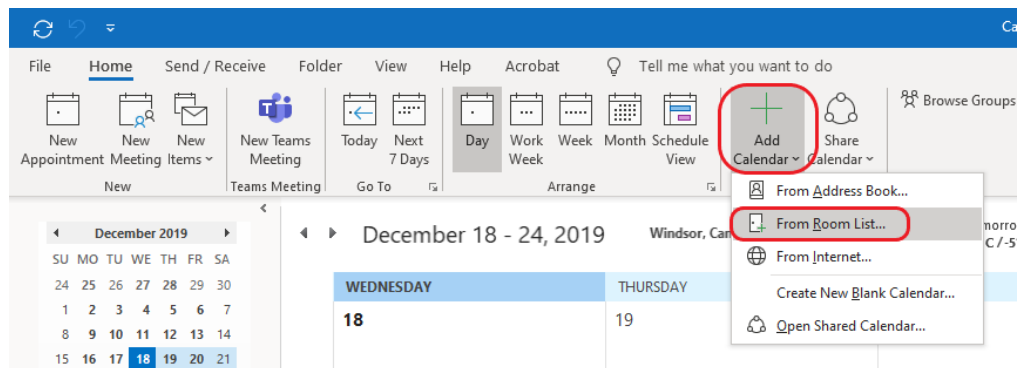 Ca
File Home Send / Receive Folder View Help Acrobat Tell me what you want to do
New Appointment
New Meeting
New Items
New Teams Meeting
Today
Next 7 Days
Day
Work Week
Week
Month
Schedule View
Add Calendar
Share Calendar
Browse Groups
New
Teams Meeting
Go To
Arrange
From Address Book...
From Room List...
From Internet...
Create New Blank Calendar...
Open Shared Calendar...
December 2019
SU MO TU WE TH FR SA
24 25 26 27 28 29 30
1 2 3 4 5 6 7
8 9 10 11 12 13 14
15 16 17 18 19 20 21
December 18 - 24, 2019
Windsor, Can
morro
C / -5°
WEDNESDAY
THURSDAY
18
19